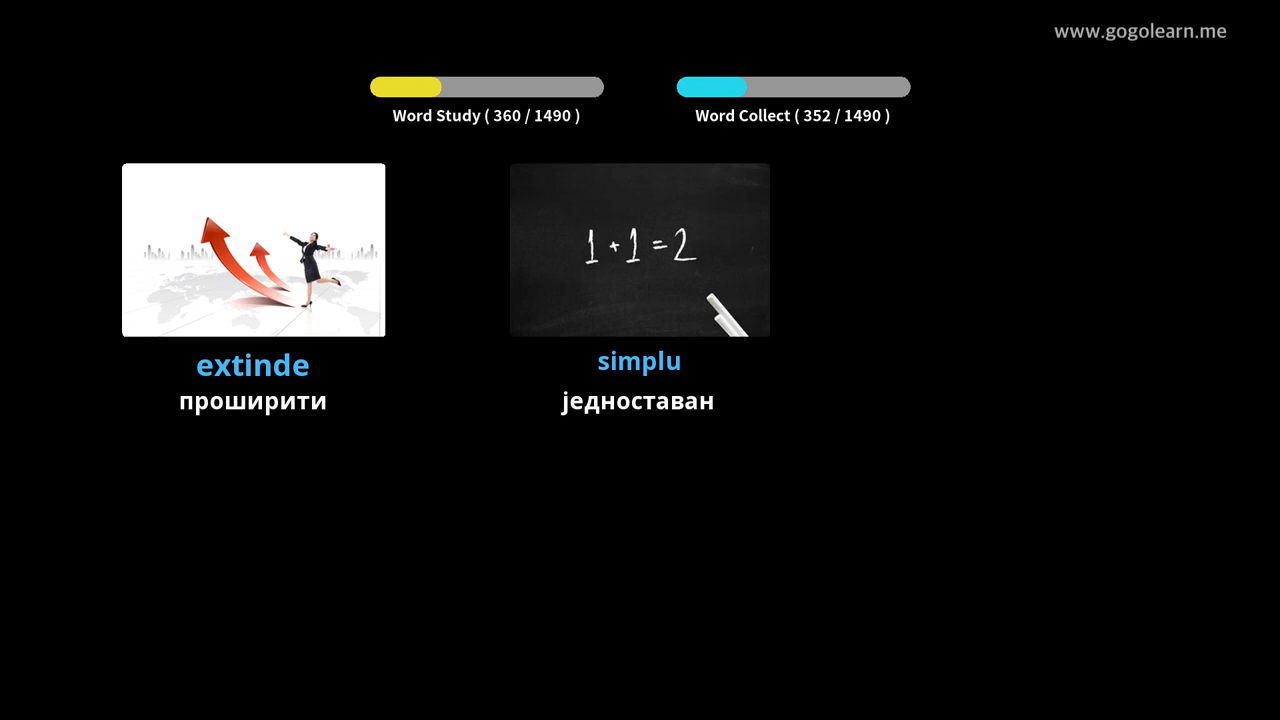 www.gogolearn.me
Word Study ( 360 / 1490 )
Word Collect ( 352 / 1490 )
1 + 1 = 2
extinde
проширити
simplu
једноставан